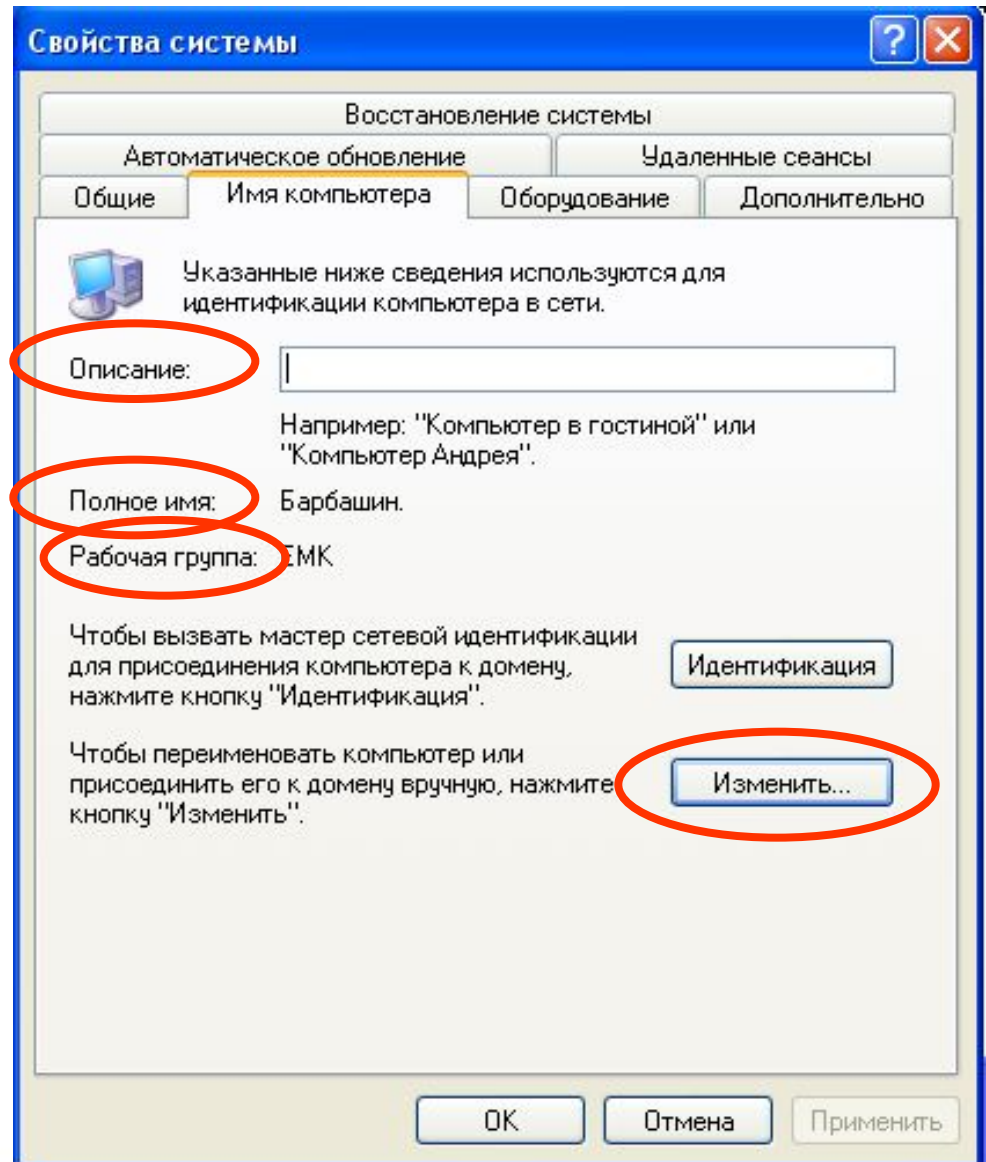 Свойства системы
Восстановление системы
Автоматическое обновление
Удаленные сеансы
Общие
Имя компьютера
Оборудование
Дополнительно
Указанные ниже сведения используются для
идентификации компьютера в сети.
Описание:
Например: "Компьютер в гостиной" или
"Компьютер Андрея".
Полное имя: Барбашин.
Рабочая группа: EMK
Чтобы вызвать мастер сетевой идентификации
для присоединения компьютера к домену,
нажмите кнопку "Идентификация".
Идентификация
Чтобы переименовать компьютер или
присоединить его к домену вручную, нажмите
кнопку "Изменить".
Изменить...
OK
Отмена
Применить